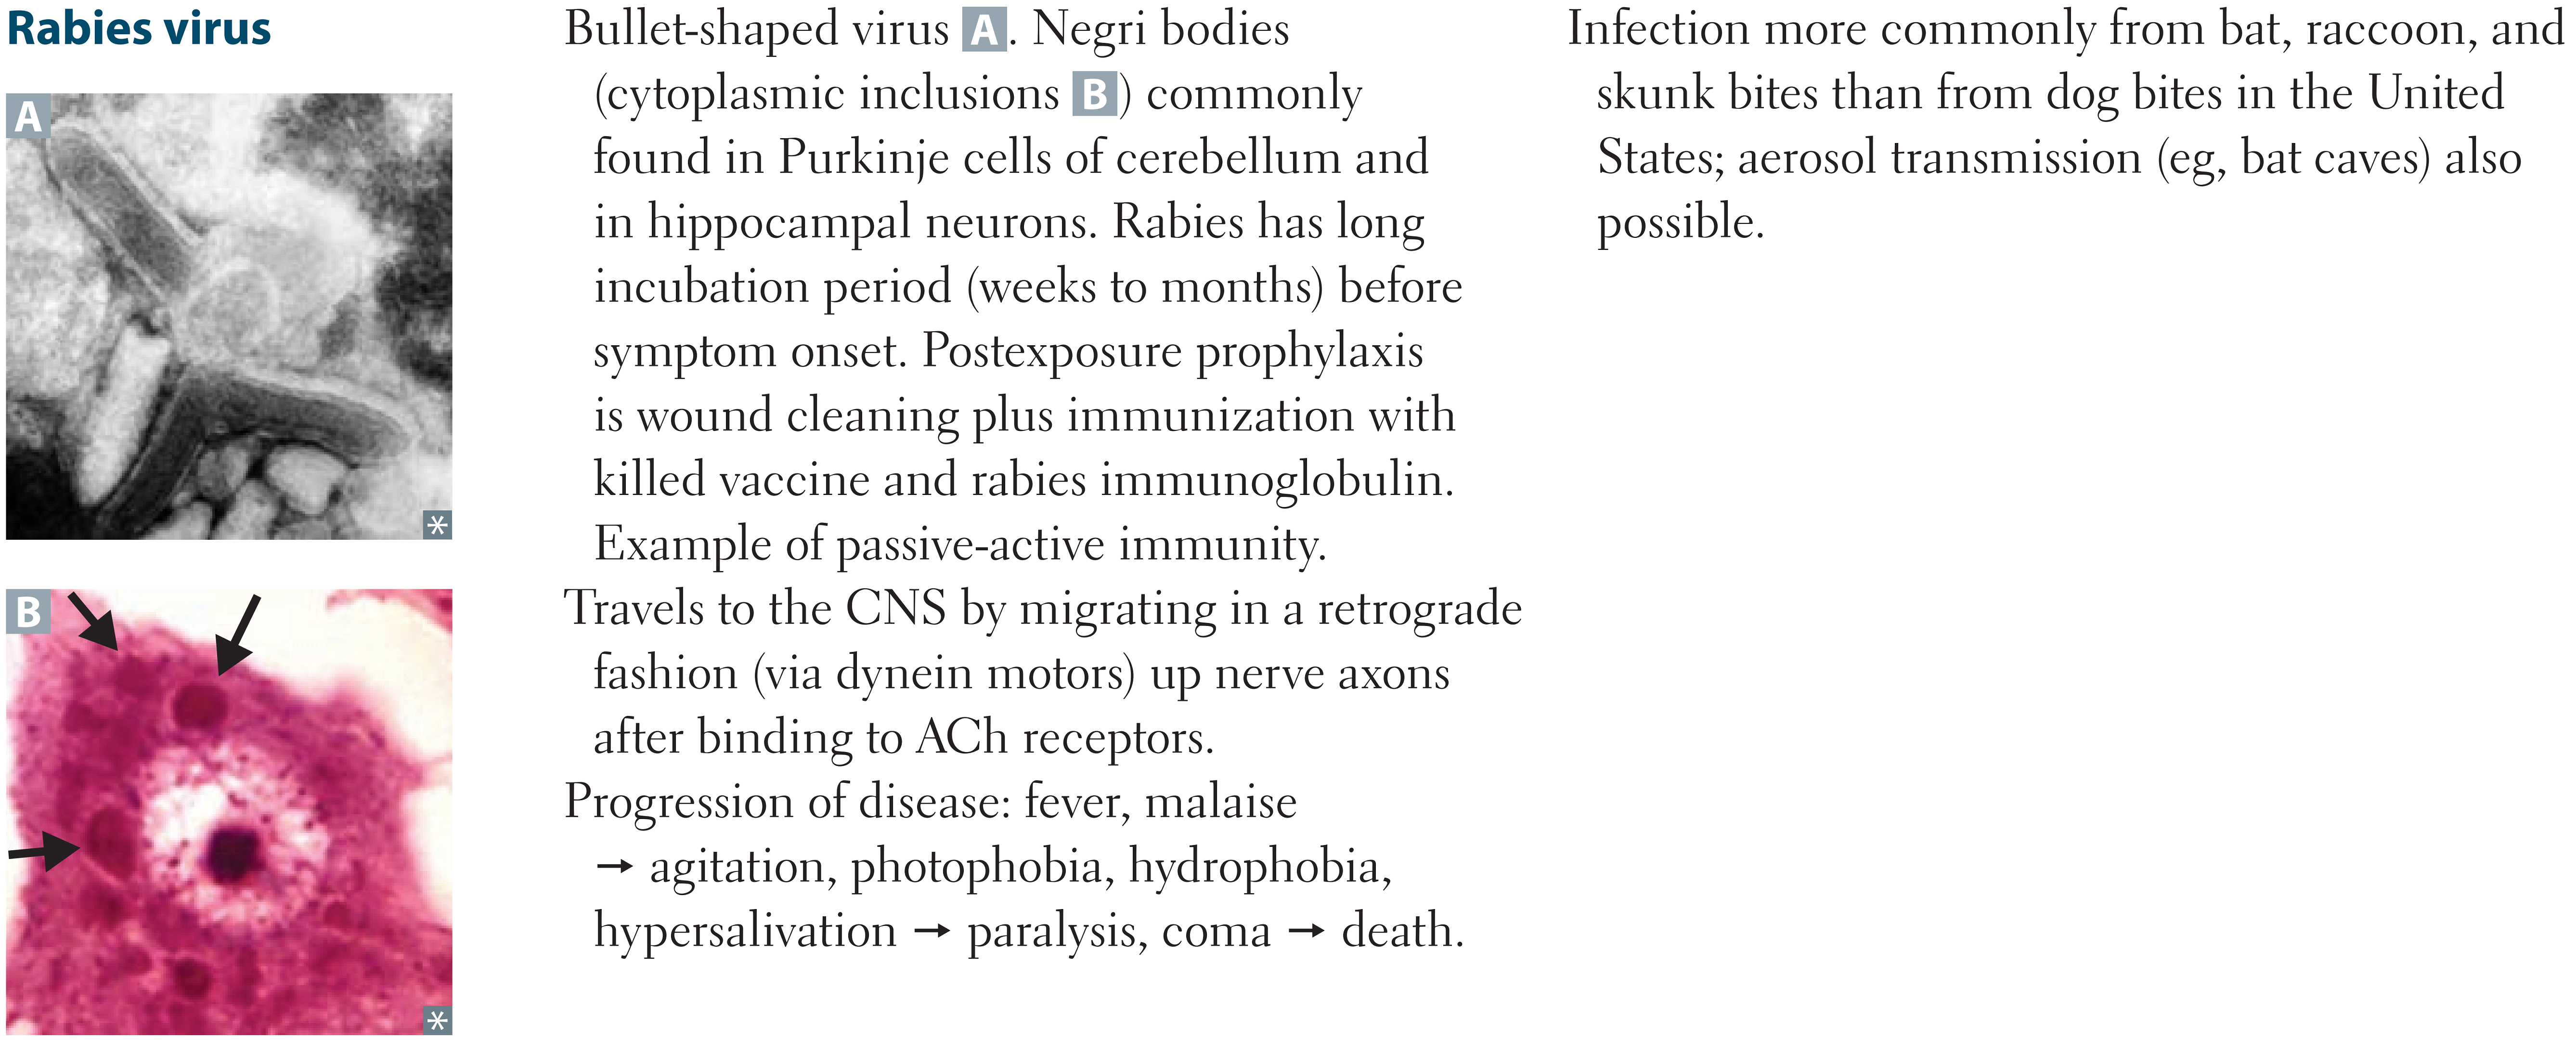 Rabies virus
A
*
B
*
Bullet-shaped virus A. Negri bodies
(cytoplasmic inclusions B) commonly
found in Purkinje cells of cerebellum and
in hippocampal neurons. Rabies has long
incubation period (weeks to months) before
symptom onset. Postexposure prophylaxis
is wound cleaning plus immunization with
killed vaccine and rabies immunoglobulin.
Example of passive-active immunity.
Travels to the CNS by migrating in a retrograde
fashion (via dynein motors) up nerve axons
after binding to ACh receptors.
Progression of disease: fever, malaise
→ agitation, photophobia, hydrophobia,
hypersalivation → paralysis, coma → death.
Infection more commonly from bat, raccoon, and
skunk bites than from dog bites in the United
States; aerosol transmission (eg, bat caves) also
possible.